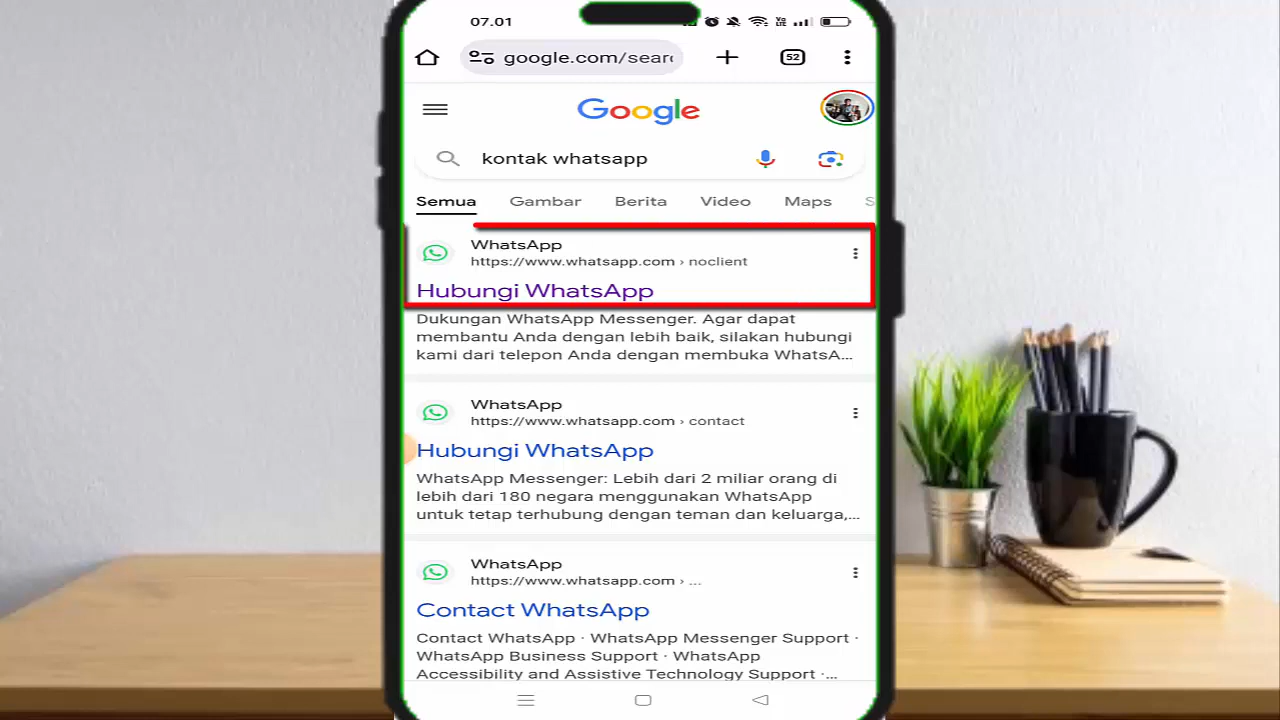 07.01
google.com/sear
52
Google
kontak whatsapp
Semua Gambar Berita Video Maps S
WhatsApp
https://www.whatsapp.com › noclient
Hubungi WhatsApp
Dukungan WhatsApp Messenger. Agar dapat
membantu Anda dengan lebih baik, silakan hubungi
kami dari telepon Anda dengan membuka WhatsA...
WhatsApp
https://www.whatsapp.com › contact
Hubungi WhatsApp
WhatsApp Messenger: Lebih dari 2 miliar orang di
lebih dari 180 negara menggunakan WhatsApp
untuk tetap terhubung dengan teman dan keluarga,...
WhatsApp
https://www.whatsapp.com › ...
Contact WhatsApp
Contact WhatsApp · WhatsApp Messenger Support ·
WhatsApp Business Support · WhatsApp
Accessibility and Assistive Technology Support ·...